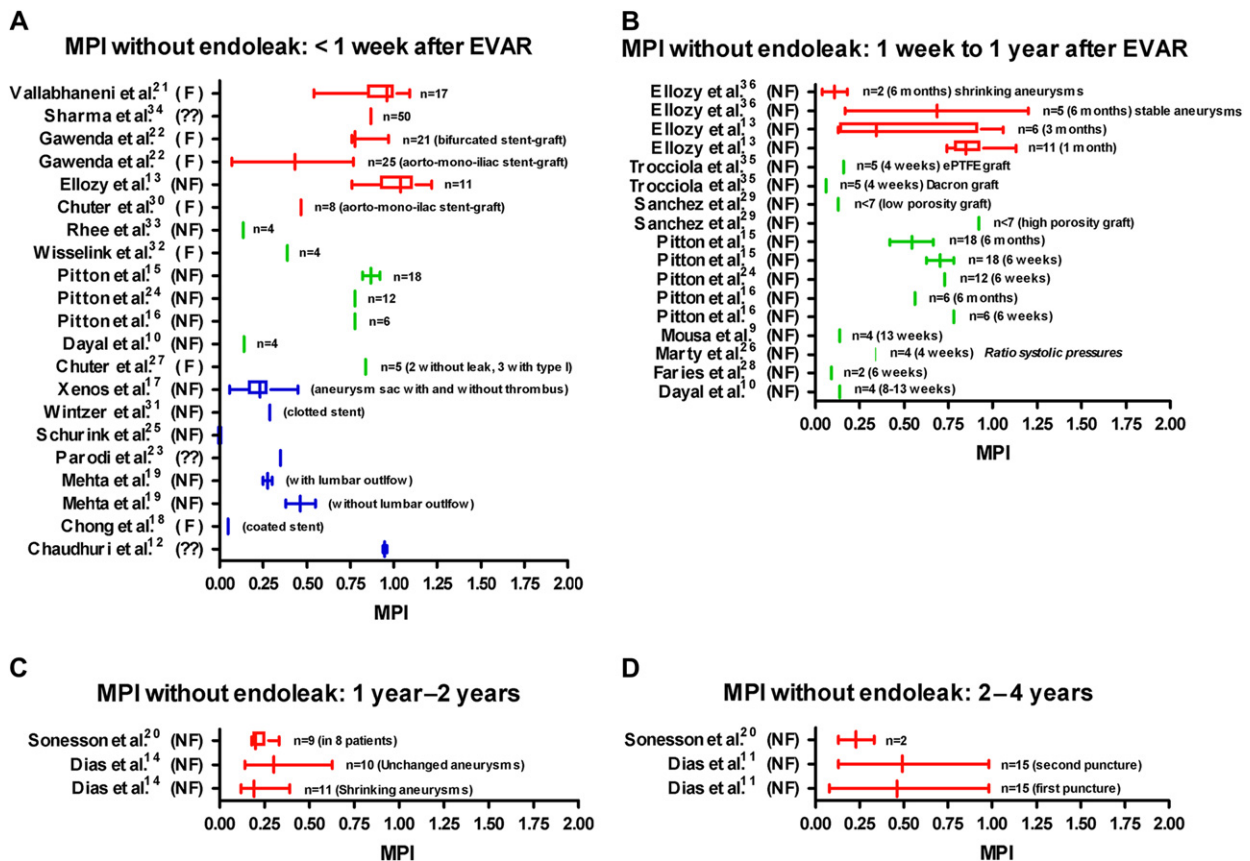 A
MPI without endoleak: < 1 week after EVAR
Vallabhaneni et al.21 (F) n=17
Sharma et al.34 (??) n=50
Gawenda et al.22 (F) n=21 (bifurcated stent-graft)
Gawenda et al.22 (F) n=25 (aorto-mono-iliac stent-graft)
Ellozy et al.13 (NF) n=11
Chuter et al.30 (F) n=8 (aorto-mono-ilac stent-graft)
Rhee et al.33 (NF) n=4
Wisselink et al.32 (F) n=4
Pitton et al.15 (NF) n=18
Pitton et al.24 (NF) n=12
Pitton et al.16 (NF) n=6
Dayal et al.10 (NF) n=4
Chuter et al.27 (F) n=5 (2 without leak, 3 with type I)
Xenos et al.17 (NF) (aneurysm sac with and without thrombus)
Wintzer et al.31 (NF) (clotted stent)
Schurink et al.25 (NF)
Parodi et al.23 (??)
Mehta et al.19 (NF) (with lumbar outlfow)
Mehta et al.19 (NF) (without lumbar outlfow)
Chong et al.18 (F) (coated stent)
Chaudhuri et al.12 (??)
0.00 0.25 0.50 0.75 1.00 1.25 1.50 1.75 2.00
MPI
B
MPI without endoleak: 1 week to 1 year after EVAR
Ellozy et al.36 (NF) n=2 (6 months) shrinking aneurysms
Ellozy et al.36 (NF) n=5 (6 months) stable aneurysms
Ellozy et al.13 (NF) n=6 (3 months)
Ellozy et al.13 (NF) n=11 (1 month)
Trocciola et al.35 (NF) n=5 (4 weeks) ePTFE graft
Trocciola et al.35 (NF) n=5 (4 weeks) Dacron graft
Sanchez et al.29 (NF) n<7 (low porosity graft)
Sanchez et al.29 (NF) n<7 (high porosity graft)
Pitton et al.15 (NF) n=18 (6 months)
Pitton et al.15 (NF) n= 18 (6 weeks)
Pitton et al.24 (NF) n=12 (6 weeks)
Pitton et al.16 (NF) n=6 (6 months)
Pitton et al.16 (NF) n=6 (6 weeks)
Mousa et al.9 (NF) n=4 (13 weeks)
Marty et al.26 (NF) n=4 (4 weeks) Ratio systolic pressures
Faries et al.28 (NF) n=2 (6 weeks)
Dayal et al.10 (NF) n=4 (8-13 weeks)
0.00 0.25 0.50 0.75 1.00 1.25 1.50 1.75 2.00
MPI
C
MPI without endoleak: 1 year–2 years
Sonesson et al.20 (NF) n=9 (in 8 patients)
Dias et al.14 (NF) n=10 (Unchanged aneurysms)
Dias et al.14 (NF) n=11 (Shrinking aneurysms)
0.00 0.25 0.50 0.75 1.00 1.25 1.50 1.75 2.00
MPI
D
MPI without endoleak: 2–4 years
Sonesson et al.20 (NF) n=2
Dias et al.11 (NF) n=15 (second puncture)
Dias et al.11 (NF) n=15 (first puncture)
0.00 0.25 0.50 0.75 1.00 1.25 1.50 1.75 2.00
MPI